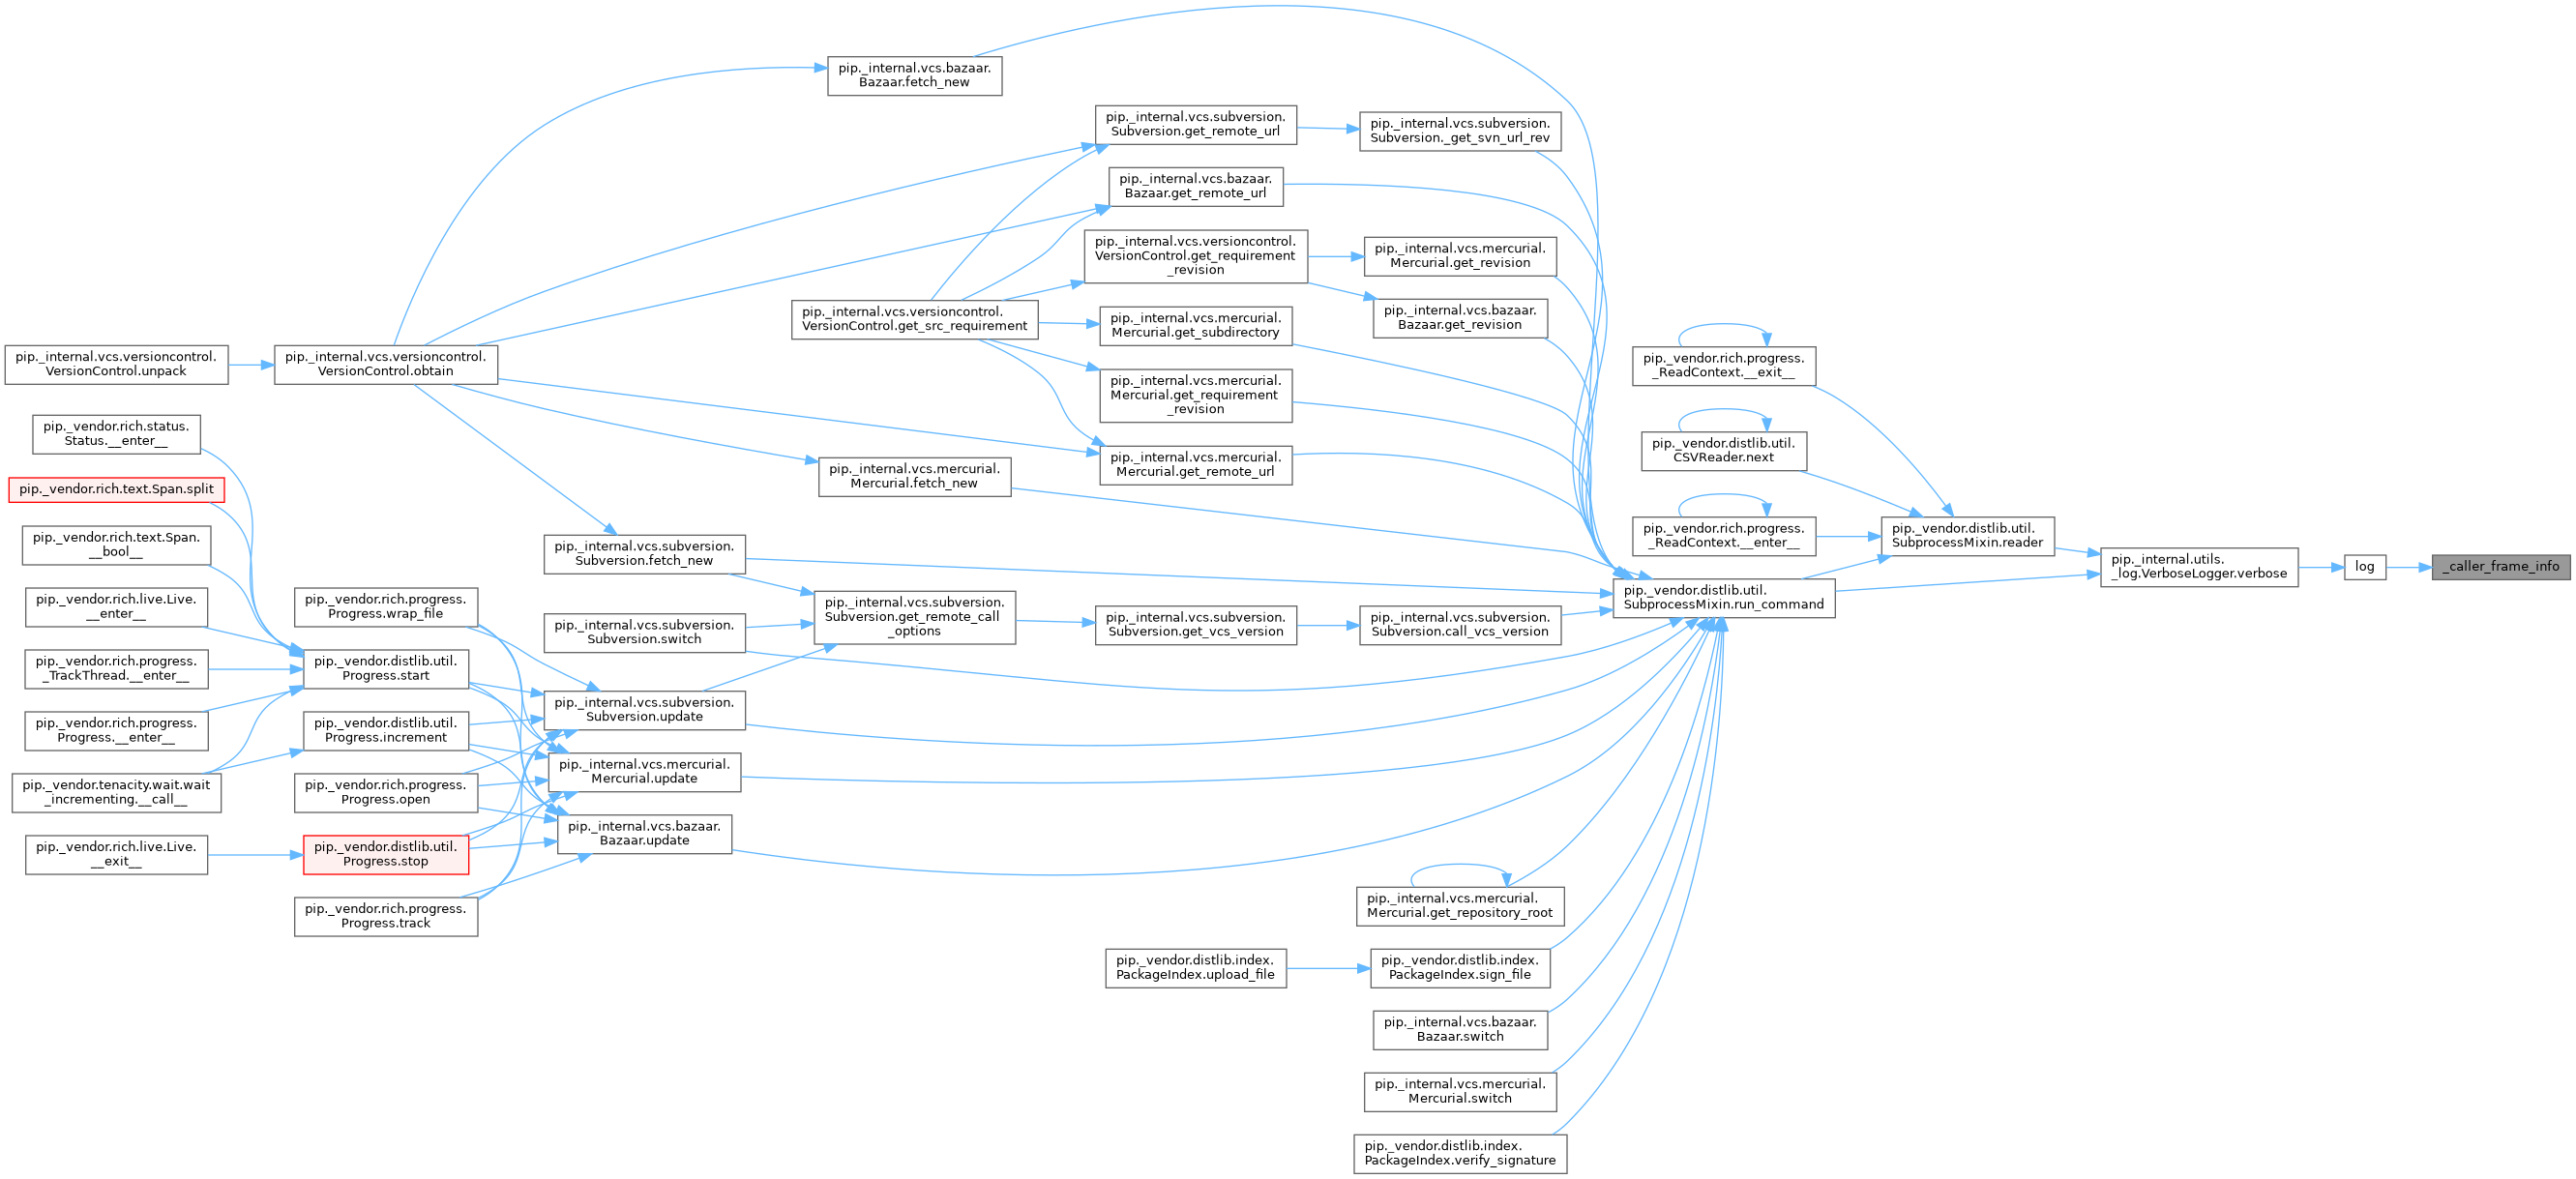 pip._internal.vcs.bazaar.
Bazaar.fetch_new
pip._internal.vcs.subversion.
Subversion.get_remote_url
pip._internal.vcs.subversion.
Subversion._get_svn_url_rev
pip._internal.vcs.bazaar.
Bazaar.get_remote_url
pip._internal.vcs.versioncontrol.
VersionControl.get_requirement
_revision
pip._internal.vcs.mercurial.
Mercurial.get_revision
pip._internal.vcs.versioncontrol.
VersionControl.get_src_requirement
pip._internal.vcs.mercurial.
Mercurial.get_subdirectory
pip._internal.vcs.bazaar.
Bazaar.get_revision
pip._internal.vcs.versioncontrol.
VersionControl.unpack
pip._internal.vcs.versioncontrol.
VersionControl.obtain
pip._internal.vcs.mercurial.
Mercurial.get_requirement
_revision
pip._vendor.rich.progress.
_ReadContext.__exit__
pip._vendor.rich.status.
Status.__enter__
pip._internal.vcs.mercurial.
Mercurial.get_remote_url
pip._vendor.distlib.util.
CSVReader.next
pip._vendor.rich.text.Span.split
pip._internal.vcs.mercurial.
Mercurial.fetch_new
pip._vendor.rich.text.Span.
__bool__
pip._internal.vcs.subversion.
Subversion.fetch_new
pip._vendor.rich.progress.
_ReadContext.__enter__
pip._vendor.distlib.util.
SubprocessMixin.reader
pip._internal.utils.
_log.VerboseLogger.verbose
log
_caller_frame_info
pip._vendor.rich.live.Live.
__enter__
pip._vendor.rich.progress.
Progress.wrap_file
pip._internal.vcs.subversion.
Subversion.switch
pip._internal.vcs.subversion.
Subversion.get_remote_call
_options
pip._internal.vcs.subversion.
Subversion.get_vcs_version
pip._internal.vcs.subversion.
Subversion.call_vcs_version
pip._vendor.distlib.util.
SubprocessMixin.run_command
pip._vendor.rich.progress.
_TrackThread.__enter__
pip._vendor.distlib.util.
Progress.start
pip._internal.vcs.subversion.
Subversion.update
pip._vendor.rich.progress.
Progress.__enter__
pip._vendor.distlib.util.
Progress.increment
pip._internal.vcs.mercurial.
Mercurial.update
pip._vendor.tenacity.wait.wait
_incrementing.__call__
pip._vendor.rich.progress.
Progress.open
pip._internal.vcs.bazaar.
Bazaar.update
pip._vendor.rich.live.Live.
__exit__
pip._vendor.distlib.util.
Progress.stop
pip._vendor.rich.progress.
Progress.track
pip._internal.vcs.mercurial.
Mercurial.get_repository_root
pip._vendor.distlib.index.
PackageIndex.upload_file
pip._vendor.distlib.index.
PackageIndex.sign_file
pip._internal.vcs.bazaar.
Bazaar.switch
pip._internal.vcs.mercurial.
Mercurial.switch
pip._vendor.distlib.index.
PackageIndex.verify_signature